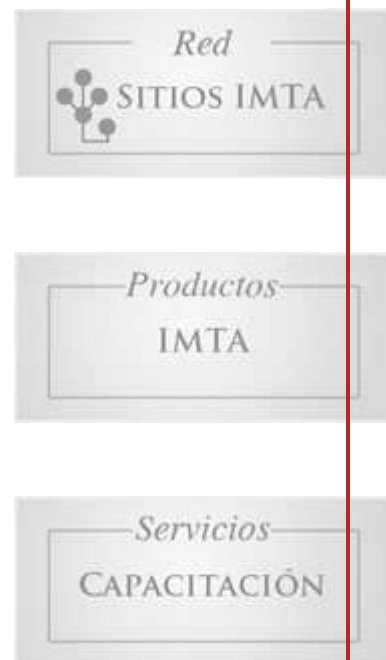 Red
SITIOS IMTA
Productos
IMTA
Servicios
CAPACITACIÓN